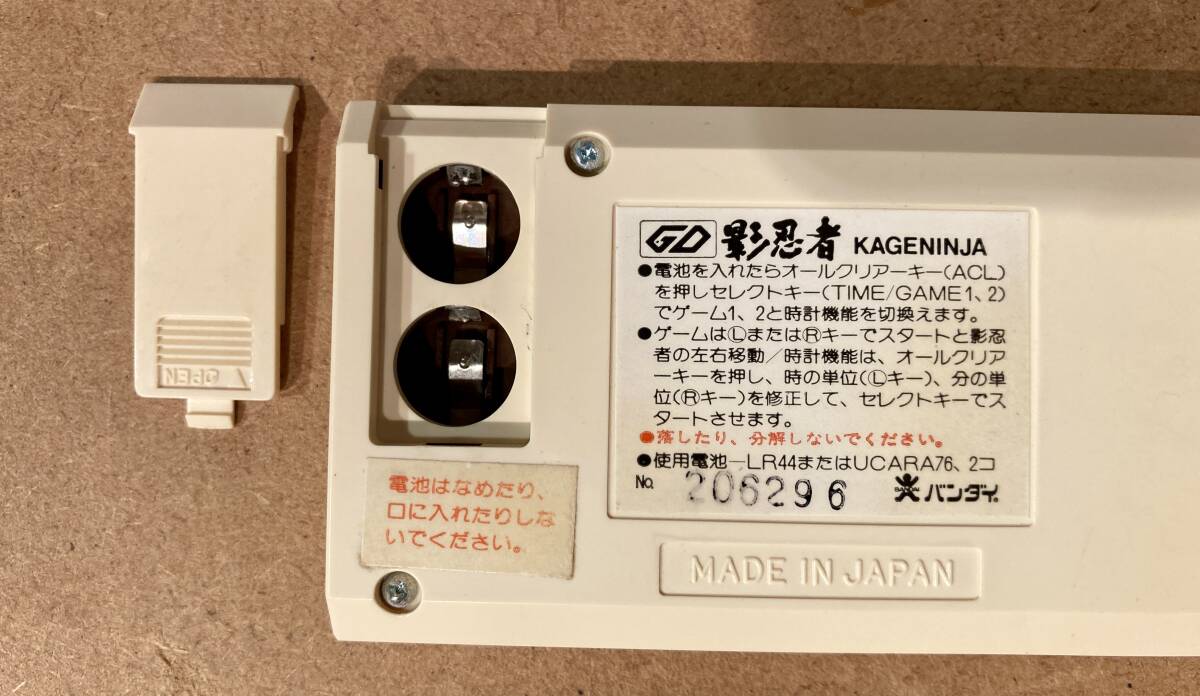 OPEN
GD 影忍者 KAGENINJA
●電池を入れたらオールクリアーキー(ACL)
を押しセレクトキー(TIME/GAME1、2)
でゲーム1、2と時計機能を切換えます。
●ゲームはⓁまたはⓇキーでスタートと影忍
者の左右移動/時計機能は、オールクリア
ーキーを押し、時の単位(Ⓛキー)、分の単
位(Ⓡキー)を修正して、セレクトキーでス
タートさせます。
●落したり、分解しないでください。
●使用電池—LR44またはUCARA76、2コ
No. 206296 BANDAI バンダイ
電池はなめたり、
口に入れたりしな
いでください。
MADE IN JAPAN